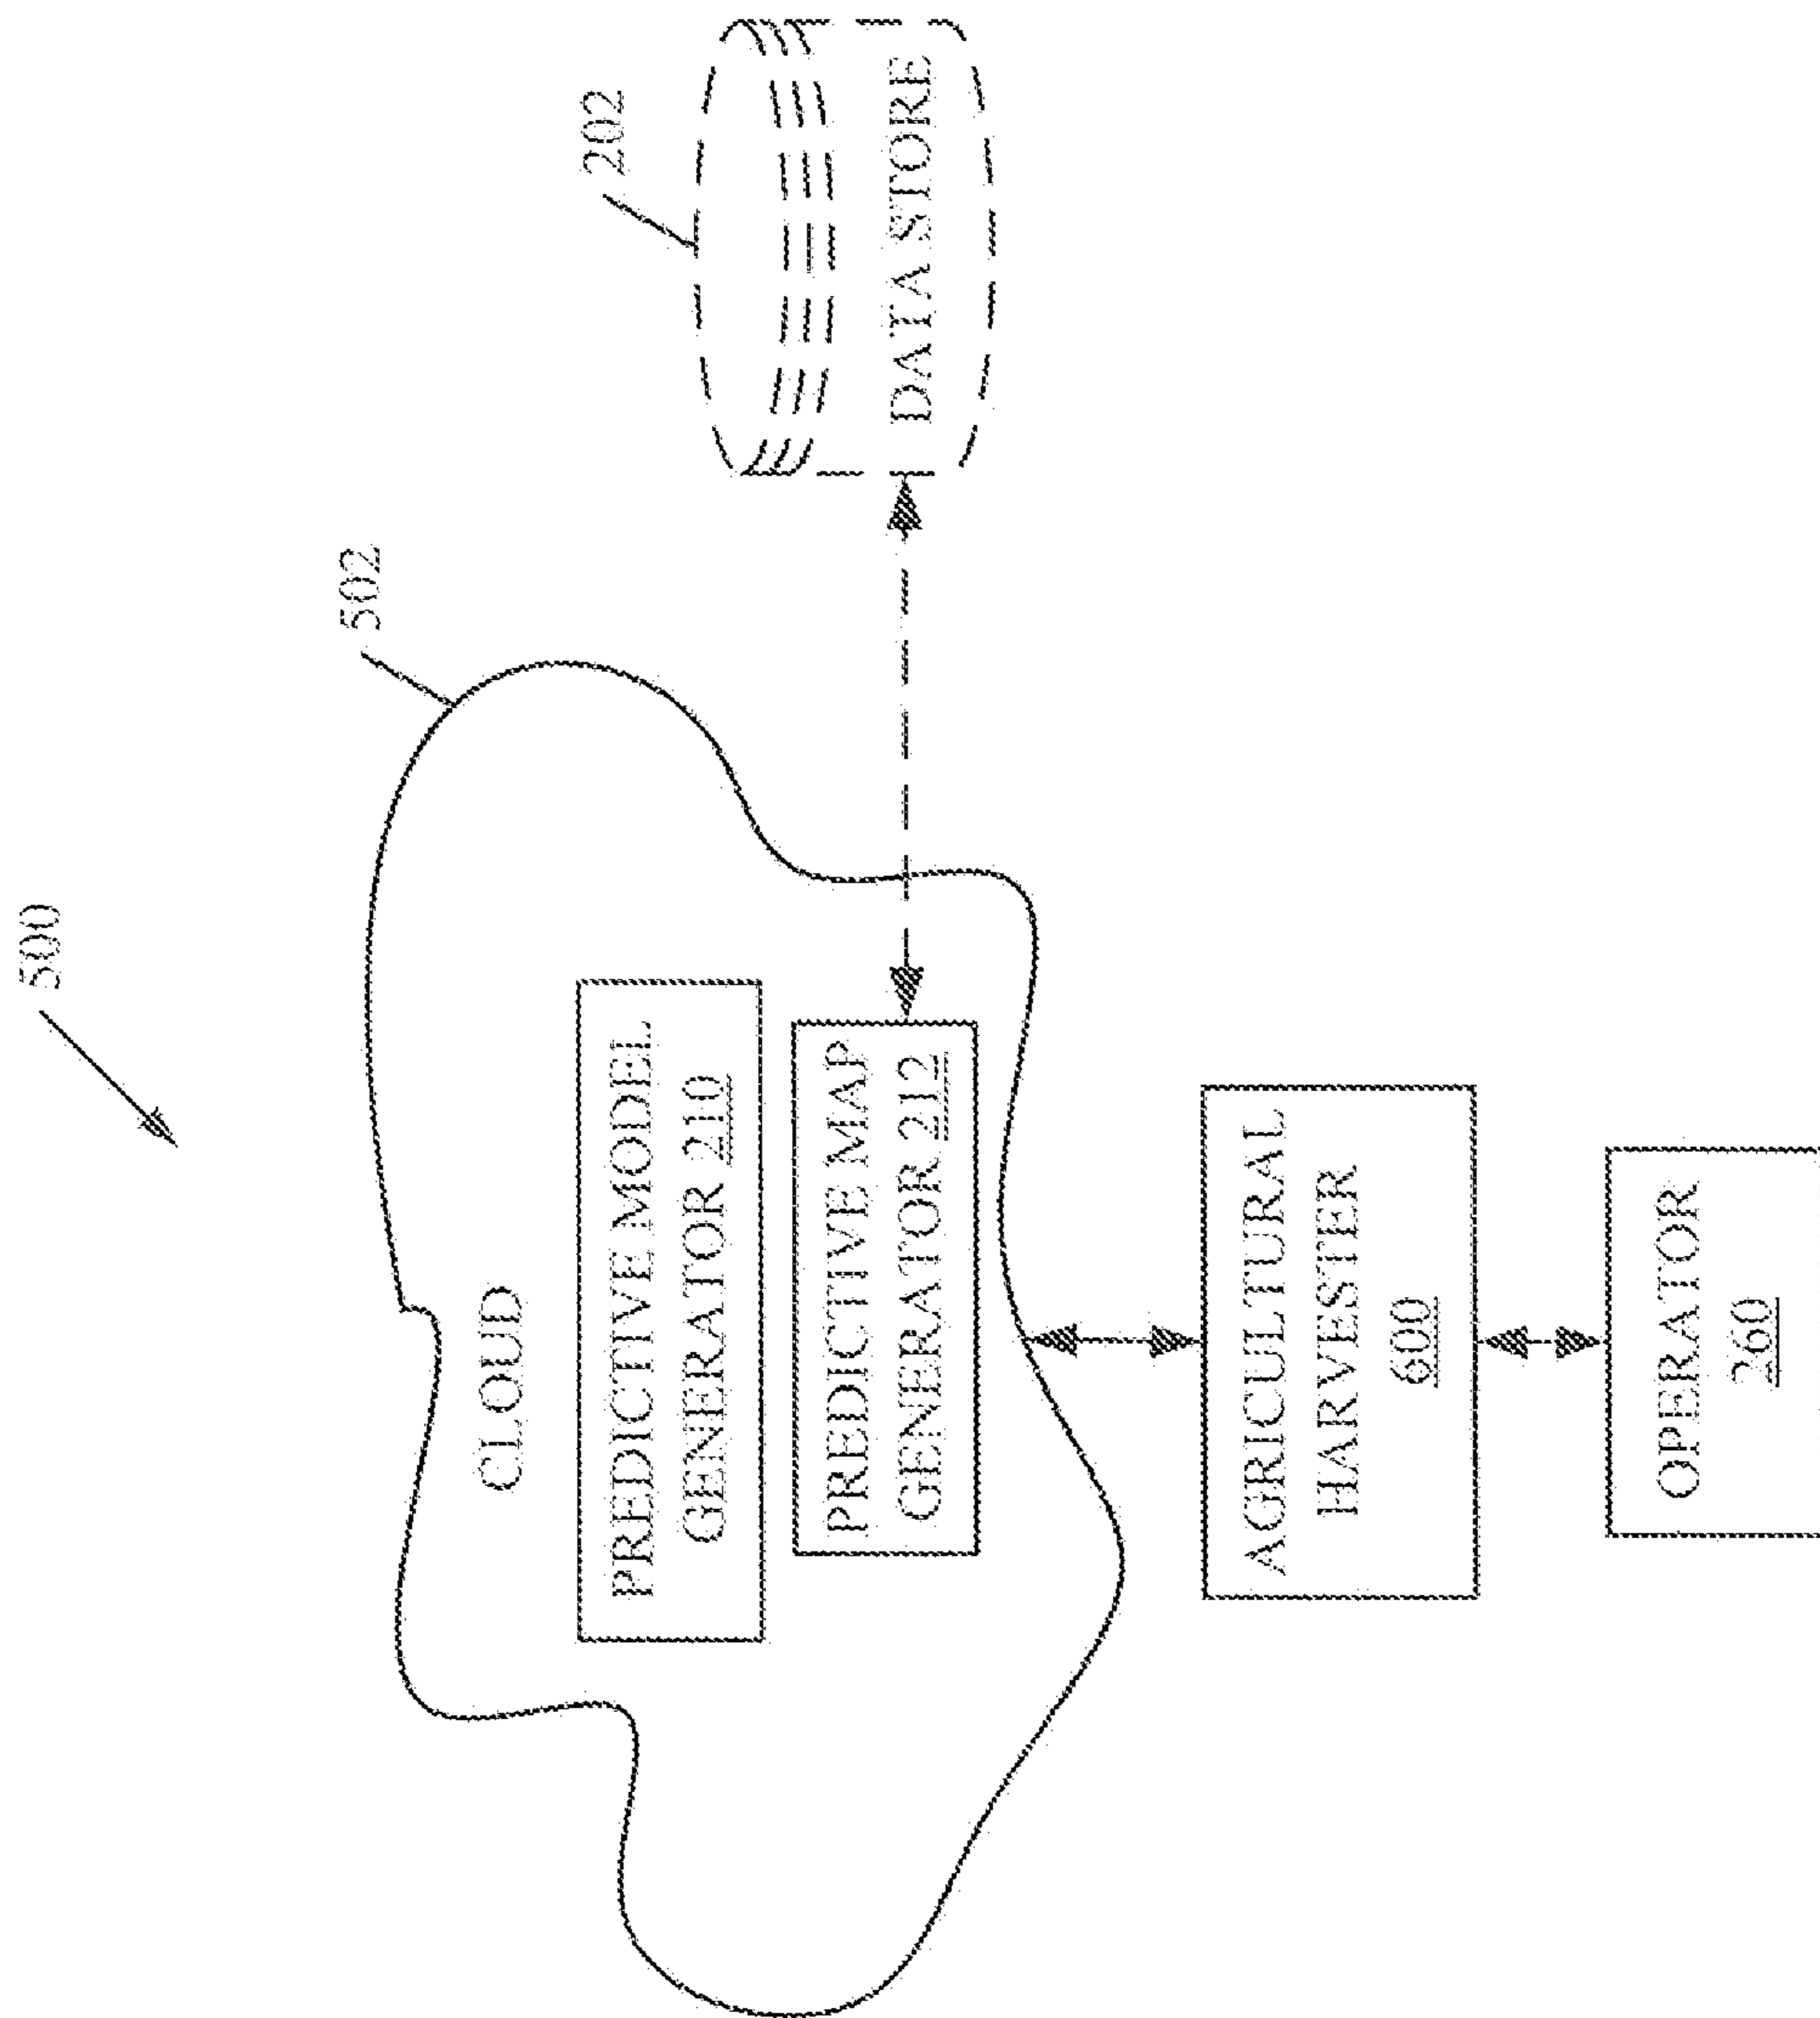 500
502
202
CLOUD
PREDICTIVE MODEL
GENERATOR 210
PREDICTIVE MAP
GENERATOR 212
DATA STORE
AGRICULTURAL
HARVESTER
600
OPERATOR
260